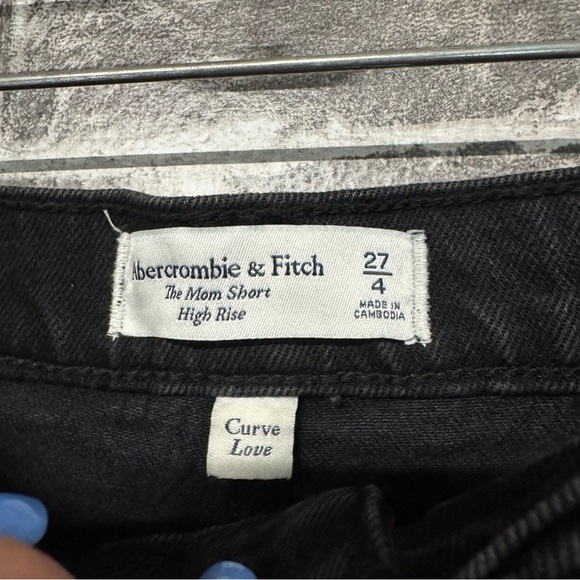 Abercrombie & Fitch
The Mom Short
High Rise
27
4
MADE IN
CAMBODIA
Curve
Love